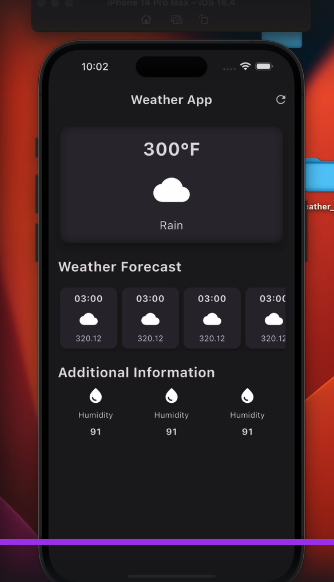 iPhone 14 Pro Max – iOS 16.4
10:02
Weather App
300°F
Rain
Weather Forecast
03:00 03:00 03:00 03:00
320.12 320.12 320.12 320.12
Additional Information
Humidity Humidity Humidity
91 91 91